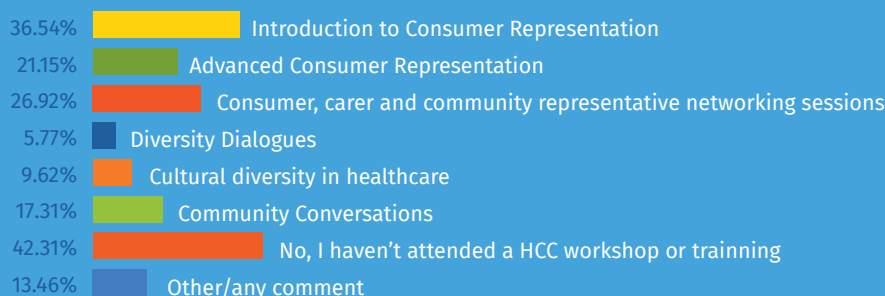 36.54% Introduction to Consumer Representation
21.15% Advanced Consumer Representation
26.92% Consumer, carer and community representative networking sessions
5.77% Diversity Dialogues
9.62% Cultural diversity in healthcare
17.31% Community Conversations
42.31% No, I haven’t attended a HCC workshop or trainning
13.46% Other/any comment